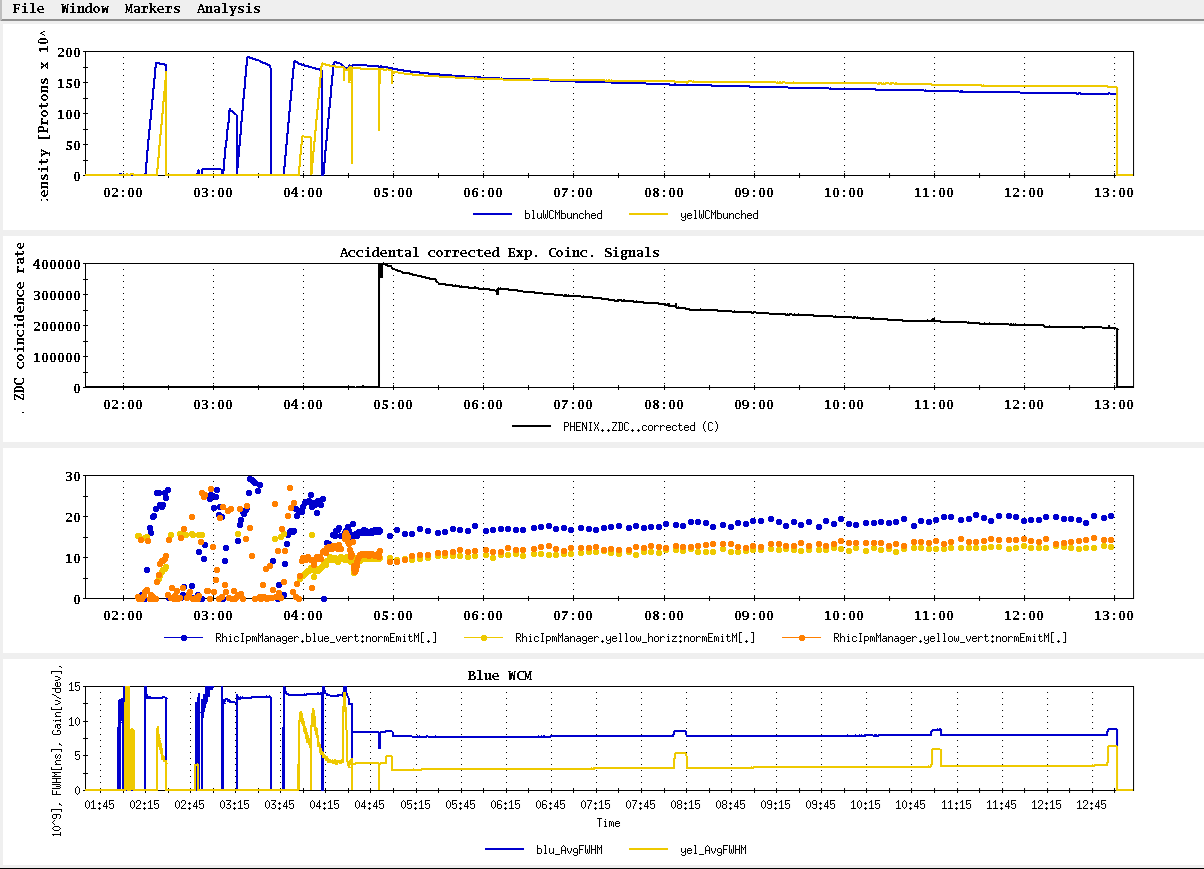 File Window Markers Analysis
ensity [Protons x 10^
200
150
100
50
0
02:00 03:00 04:00 05:00 06:00 07:00 08:00 09:00 10:00 11:00 12:00 13:00
bluWCMbunched yelWCMbunched
Accidental corrected Exp. Coinc. Signals
. ZDC coincidence rate
400000
300000
200000
100000
0
02:00 03:00 04:00 05:00 06:00 07:00 08:00 09:00 10:00 11:00 12:00 13:00
PHENIX..ZDC..corrected (C)
30
20
10
0
02:00 03:00 04:00 05:00 06:00 07:00 08:00 09:00 10:00 11:00 12:00 13:00
RhicIpmManager.blue_vert:normEmitM[.] RhicIpmManager.yellow_horiz:normEmitM[.] RhicIpmManager.yellow_vert:normEmitM[.]
Blue WCM
10^9], FWHM[ns], Gain[v/dev],
15
10
5
0
01:45 02:15 02:45 03:15 03:45 04:15 04:45 05:15 05:45 06:15 06:45 07:15 07:45 08:15 08:45 09:15 09:45 10:15 10:45 11:15 11:45 12:15 12:45
Time
blu_AvgFWHM yel_AvgFWHM